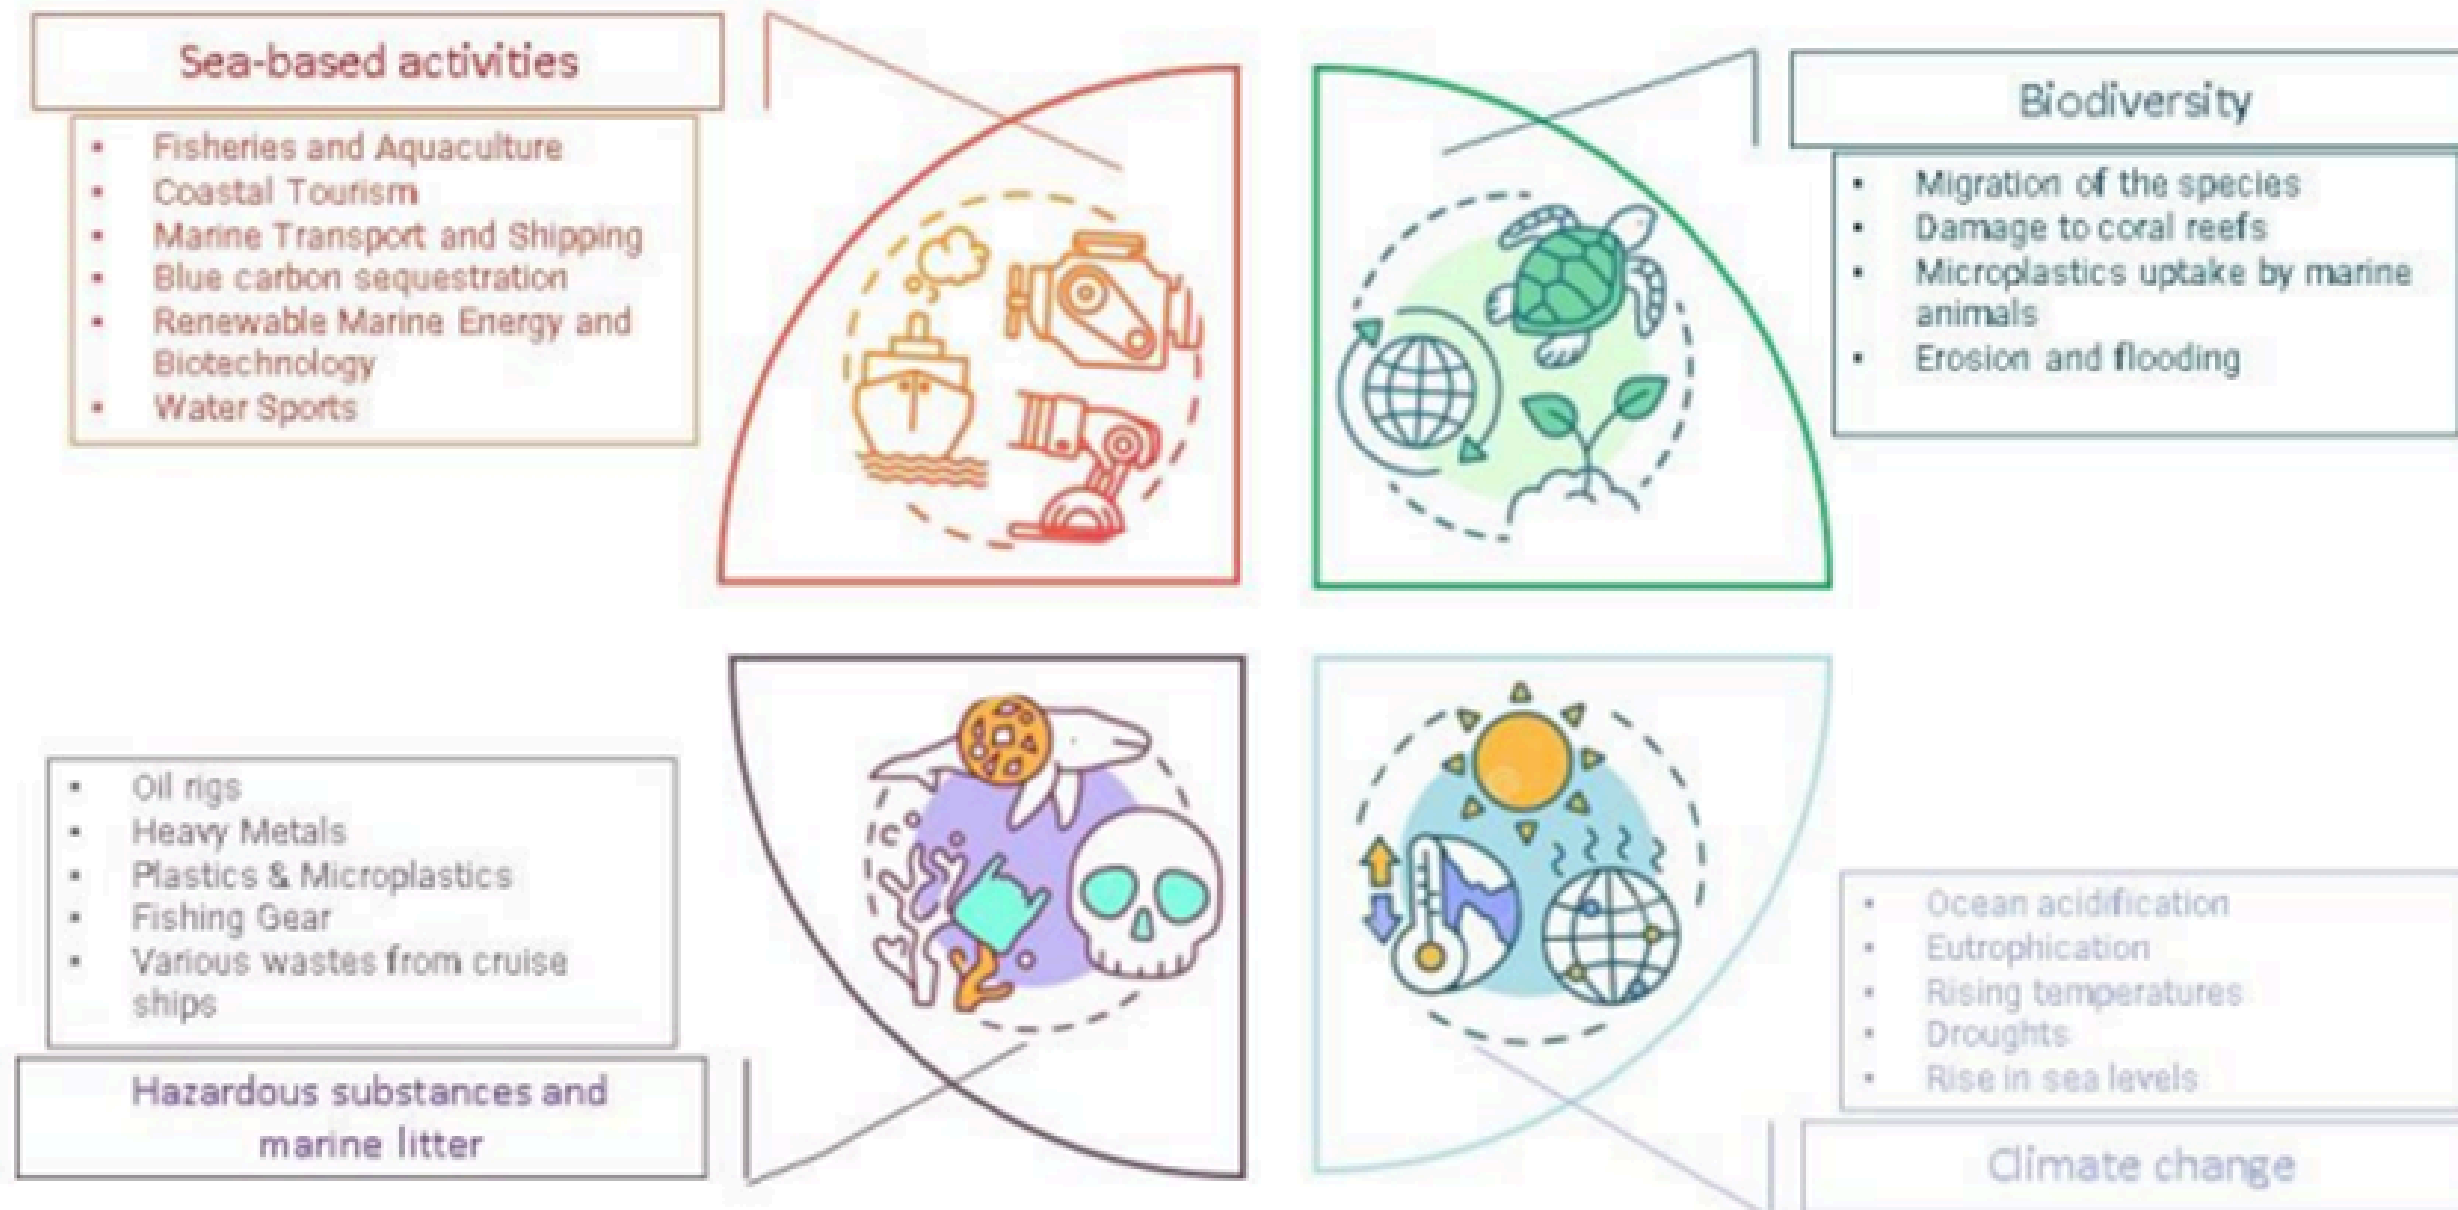 Sea-based activities
• Fisheries and Aquaculture
• Coastal Tourism
• Marine Transport and Shipping
• Blue carbon sequestration
• Renewable Marine Energy and
Biotechnology
• Water Sports
Biodiversity
• Migration of the species
• Damage to coral reefs
• Microplastics uptake by marine
animals
• Erosion and flooding
• Oil rigs
• Heavy Metals
• Plastics & Microplastics
• Fishing Gear
• Various wastes from cruise
ships
Hazardous substances and
marine litter
• Ocean acidification
• Eutrophication
• Rising temperatures
• Droughts
• Rise in sea levels
Climate change